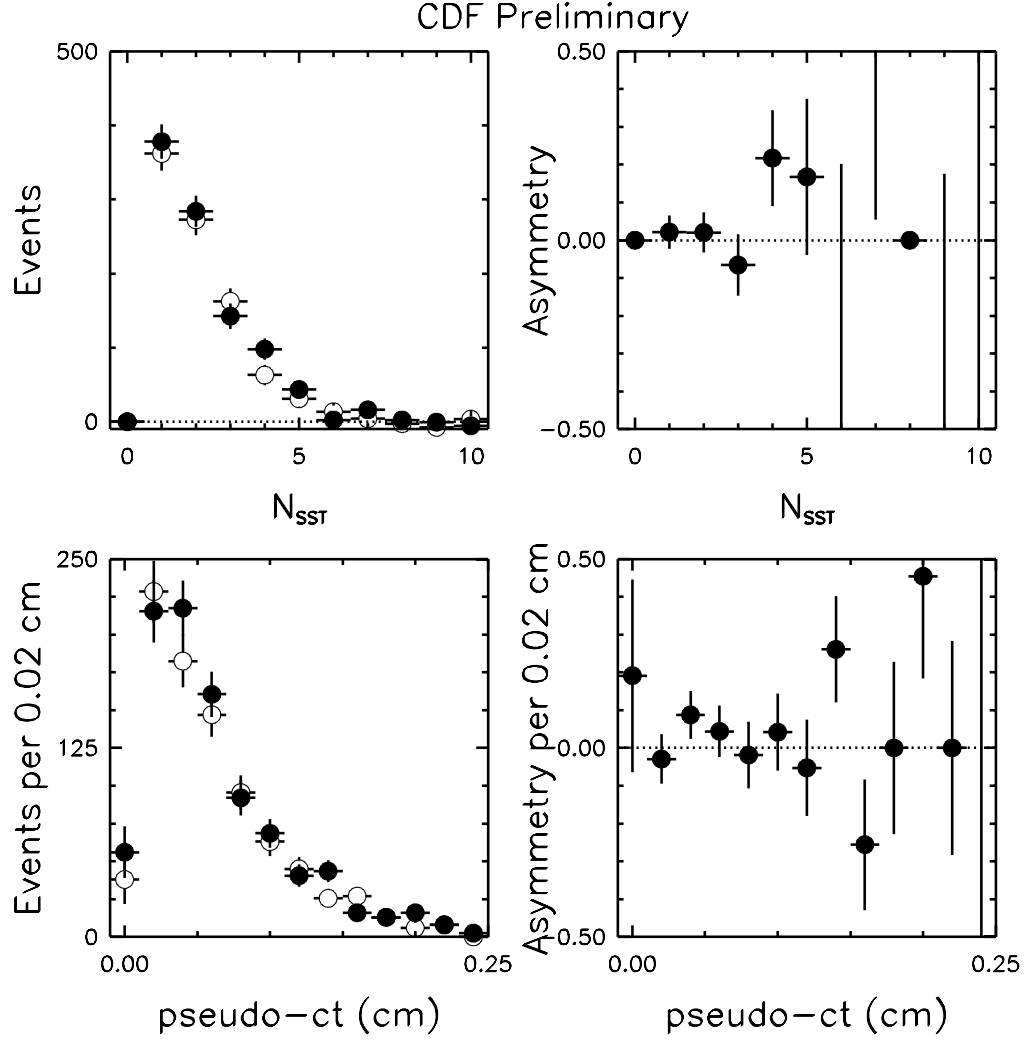 CDF Preliminary
500
0
Events
0 5 10
N_SST
0.50
0.00
−0.50
Asymmetry
0 5 10
N_SST
250
125
0
Events per 0.02 cm
0.00 0.25
pseudo−ct (cm)
0.50
0.00
−0.50
Asymmetry per 0.02 cm
0.00 0.25
pseudo−ct (cm)